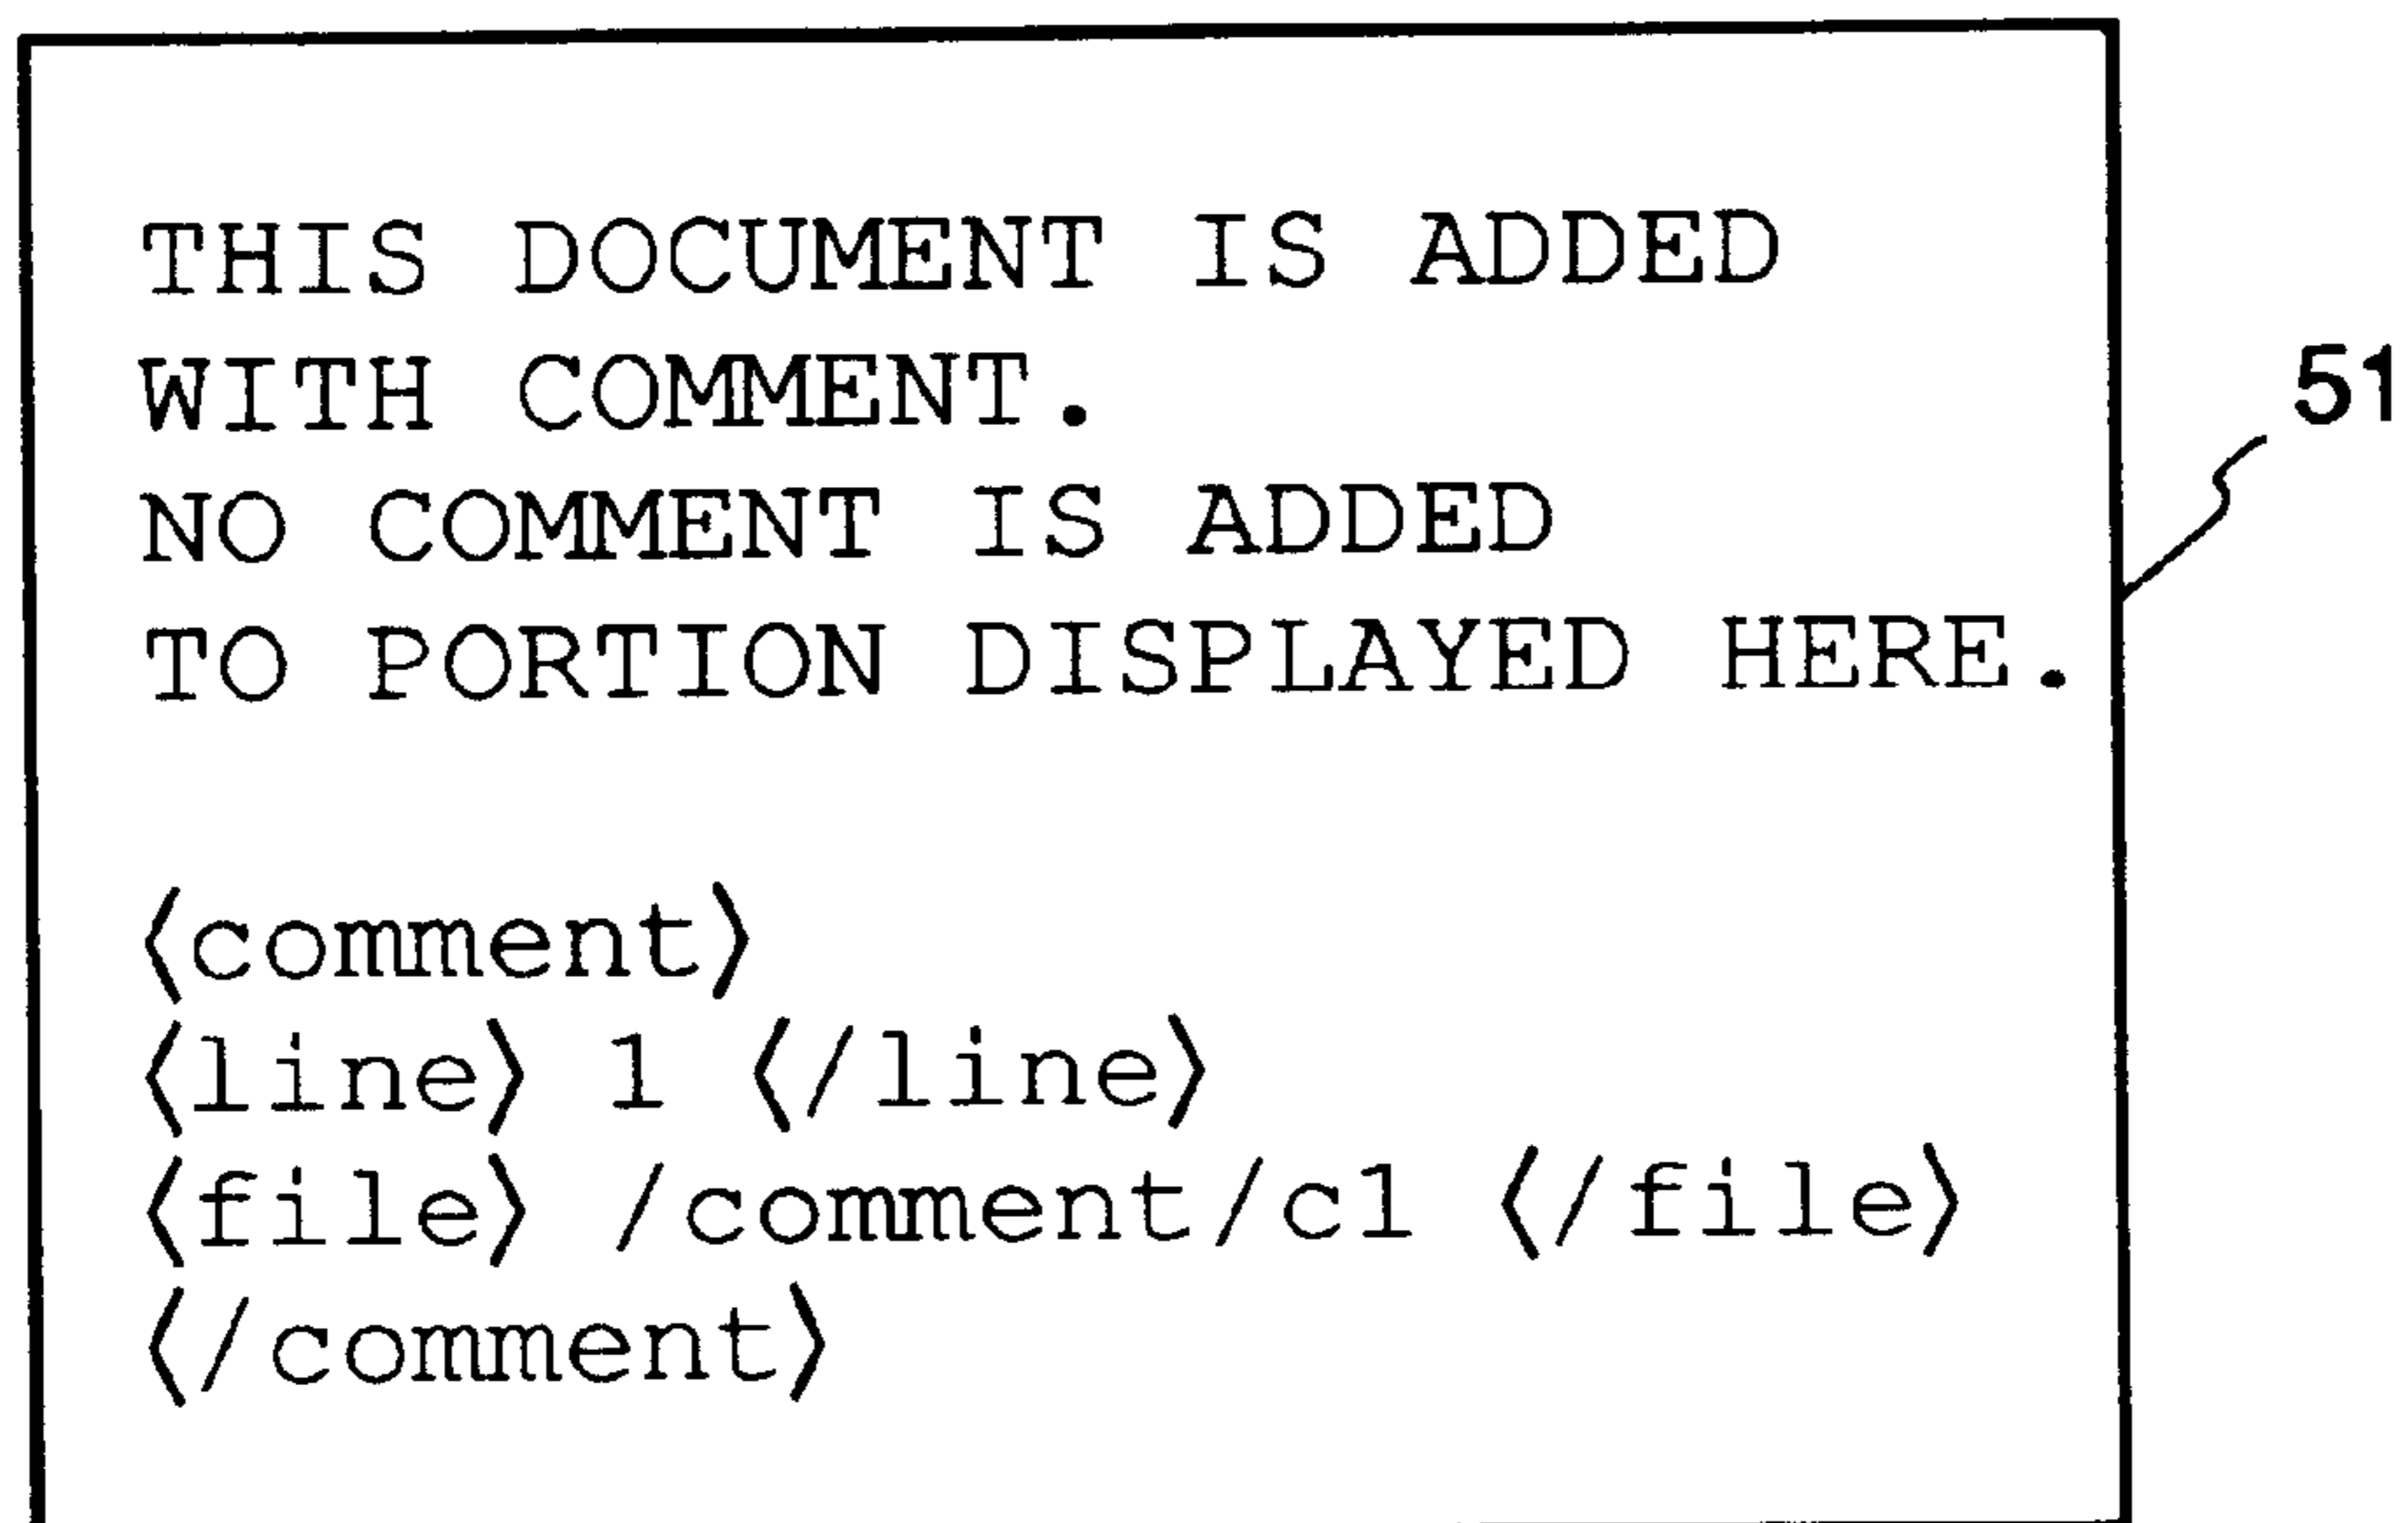 THIS DOCUMENT IS ADDED
WITH COMMENT.
NO COMMENT IS ADDED
TO PORTION DISPLAYED HERE.
⟨comment⟩
⟨line⟩ 1 ⟨/line⟩
⟨file⟩ /comment/c1 ⟨/file⟩
⟨/comment⟩
51